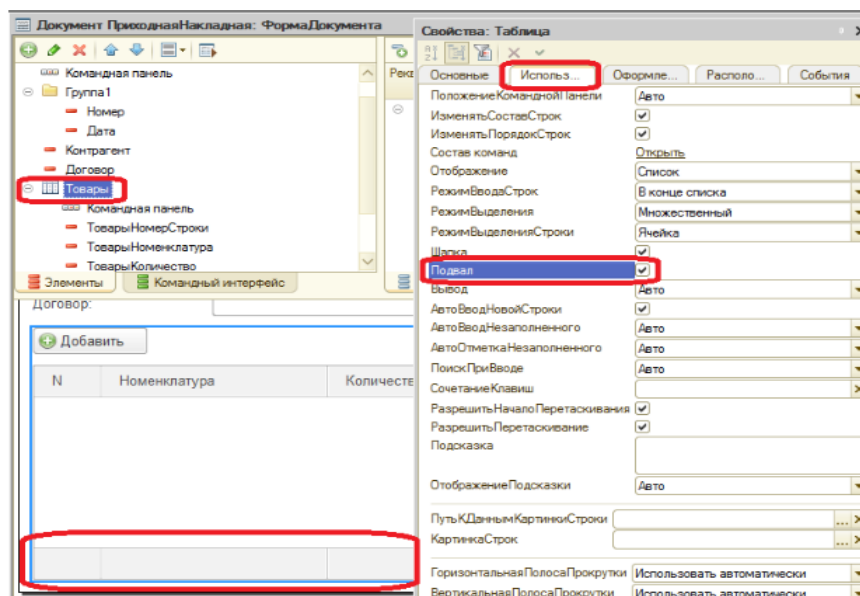 Документ ПриходнаяНакладная: ФормаДокумента
Командная панель
Группа1
Номер
Дата
Контрагент
Договор
Товары
Командная панель
ТоварыНомерСтроки
ТоварыНоменклатура
ТоварыКоличество
Элементы Командный интерфейс
Договор:
Добавить
N Номенклатура
Свойства: Таблица
Основные Использ... Оформле... Располо... События
ПоложениеКоманднойПанели Авто
ИзменятьСоставСтрок
ИзменятьПорядокСтрок
Состав команд Открыть
Отображение Список
РежимВводаСтрок В конце списка
РежимВыделения Множественный
РежимВыделенияСтроки Ячейка
Шапка
Подвал
Вывод Авто
АвтоВводНовойСтроки
АвтоВводНезаполненного Авто
АвтоОтметкаНезаполненного Авто
ПоискПриВводе Авто
СочетаниеКлавиш
РазрешитьНачалоПеретаскивания
РазрешитьПеретаскивание
Подсказка
ОтображениеПодсказки Авто
ПутьКДаннымКартинкиСтроки ...
КартинкаСтрок ...
ГоризонтальнаяПолосаПрокрутки Использовать автоматически
ВертикальнаяПолосаПрокрутки Использовать автоматически